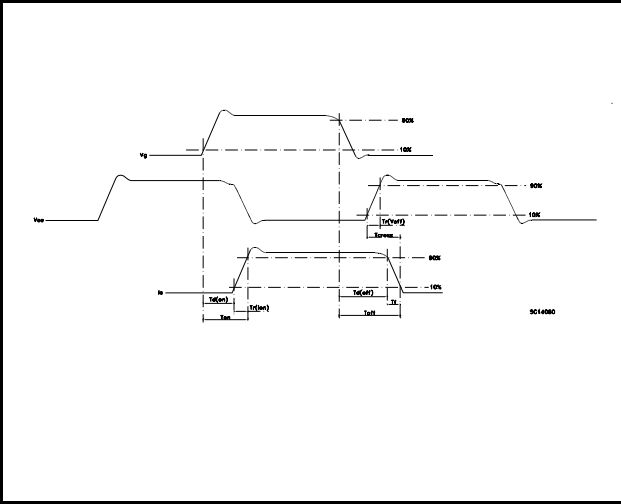 90%
10%
Vg
90%
Vce
10%
Tr(Voff)
Tcross
90%
10%
Ic
Td(on)
Td(off)
Tf
Tr(Ion)
Ton
Toff
SC14080